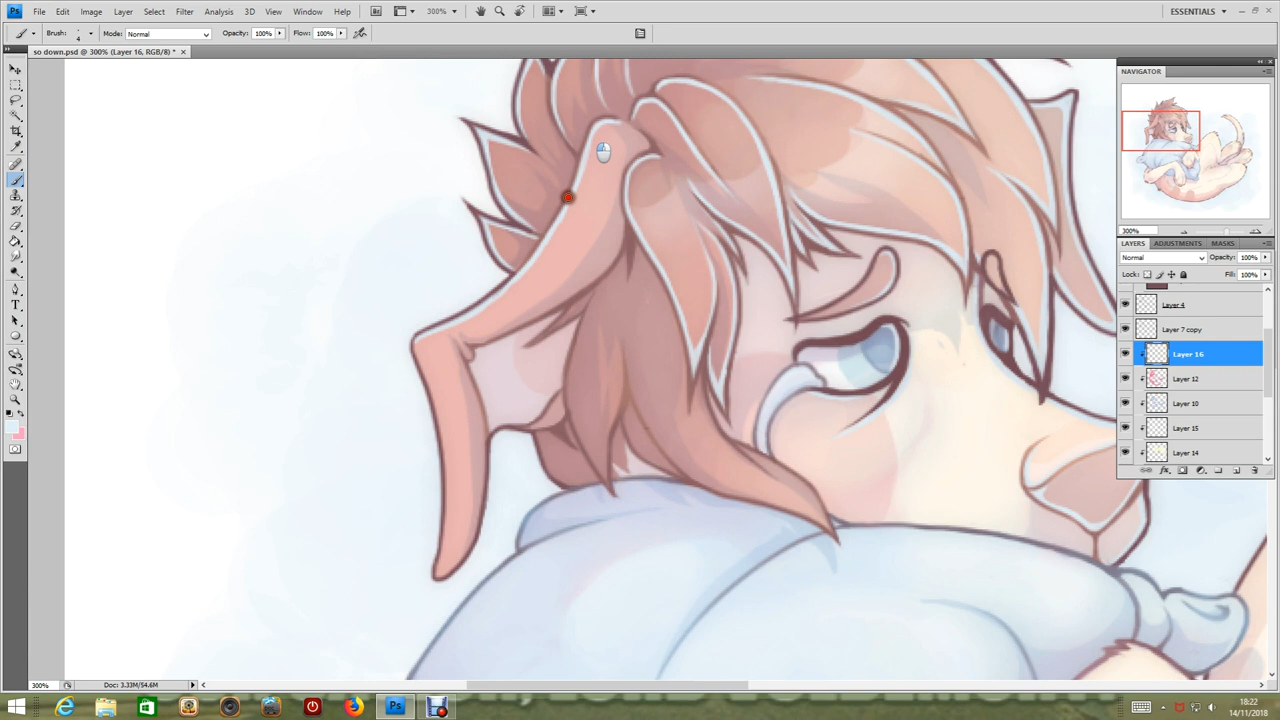 Ps File Edit Image Layer Select Filter Analysis 3D View Window Help 300% ESSENTIALS
Brush: 4 Mode: Normal Opacity: 100% Flow: 100%
so down.psd @ 300% (Layer 16, RGB/8) *
NAVIGATOR
300%
LAYERS ADJUSTMENTS MASKS
Normal Opacity: 100%
Lock: Fill: 100%
Layer 4
Layer 7 copy
Layer 16
Layer 12
Layer 10
Layer 15
Layer 14
300% Doc: 3.33M/54.6M
Ps
18:22
14/11/2018